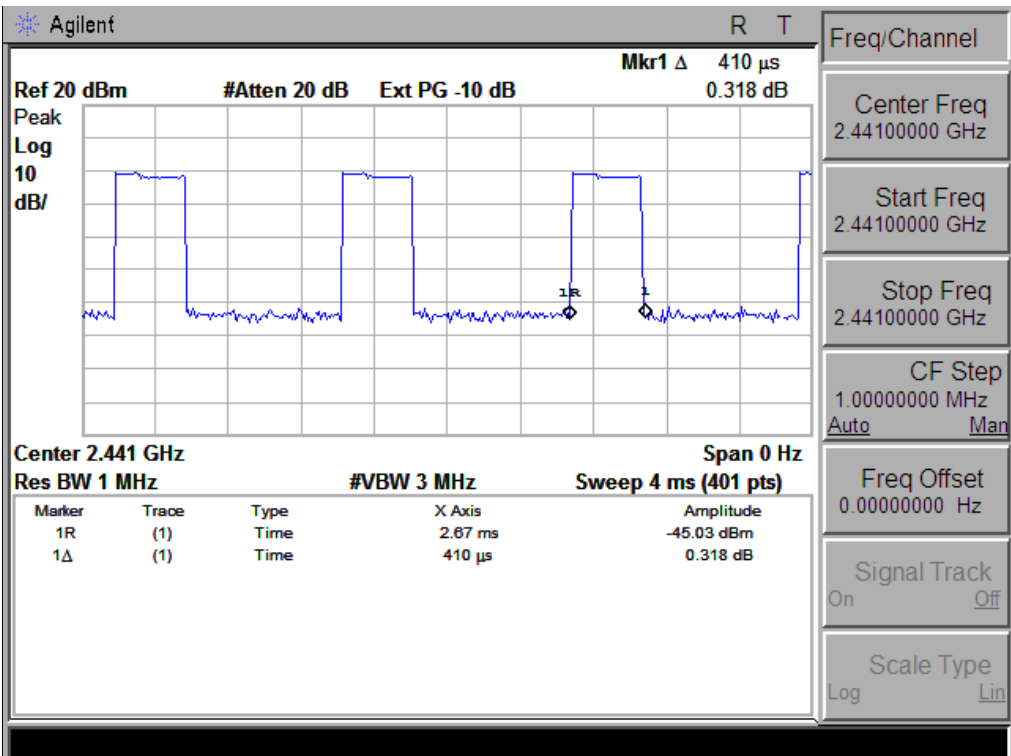 Agilent R T
Mkr1 Δ 410 μs
Ref 20 dBm #Atten 20 dB Ext PG -10 dB 0.318 dB
Peak
Log
10
dB/
1R 1
Center 2.441 GHz Span 0 Hz
Res BW 1 MHz #VBW 3 MHz Sweep 4 ms (401 pts)
Marker Trace Type X Axis Amplitude
1R (1) Time 2.67 ms -45.03 dBm
1Δ (1) Time 410 μs 0.318 dB
Freq/Channel
Center Freq
2.44100000 GHz
Start Freq
2.44100000 GHz
Stop Freq
2.44100000 GHz
CF Step
1.00000000 MHz
Auto Man
Freq Offset
0.00000000 Hz
Signal Track
On Off
Scale Type
Log Lin